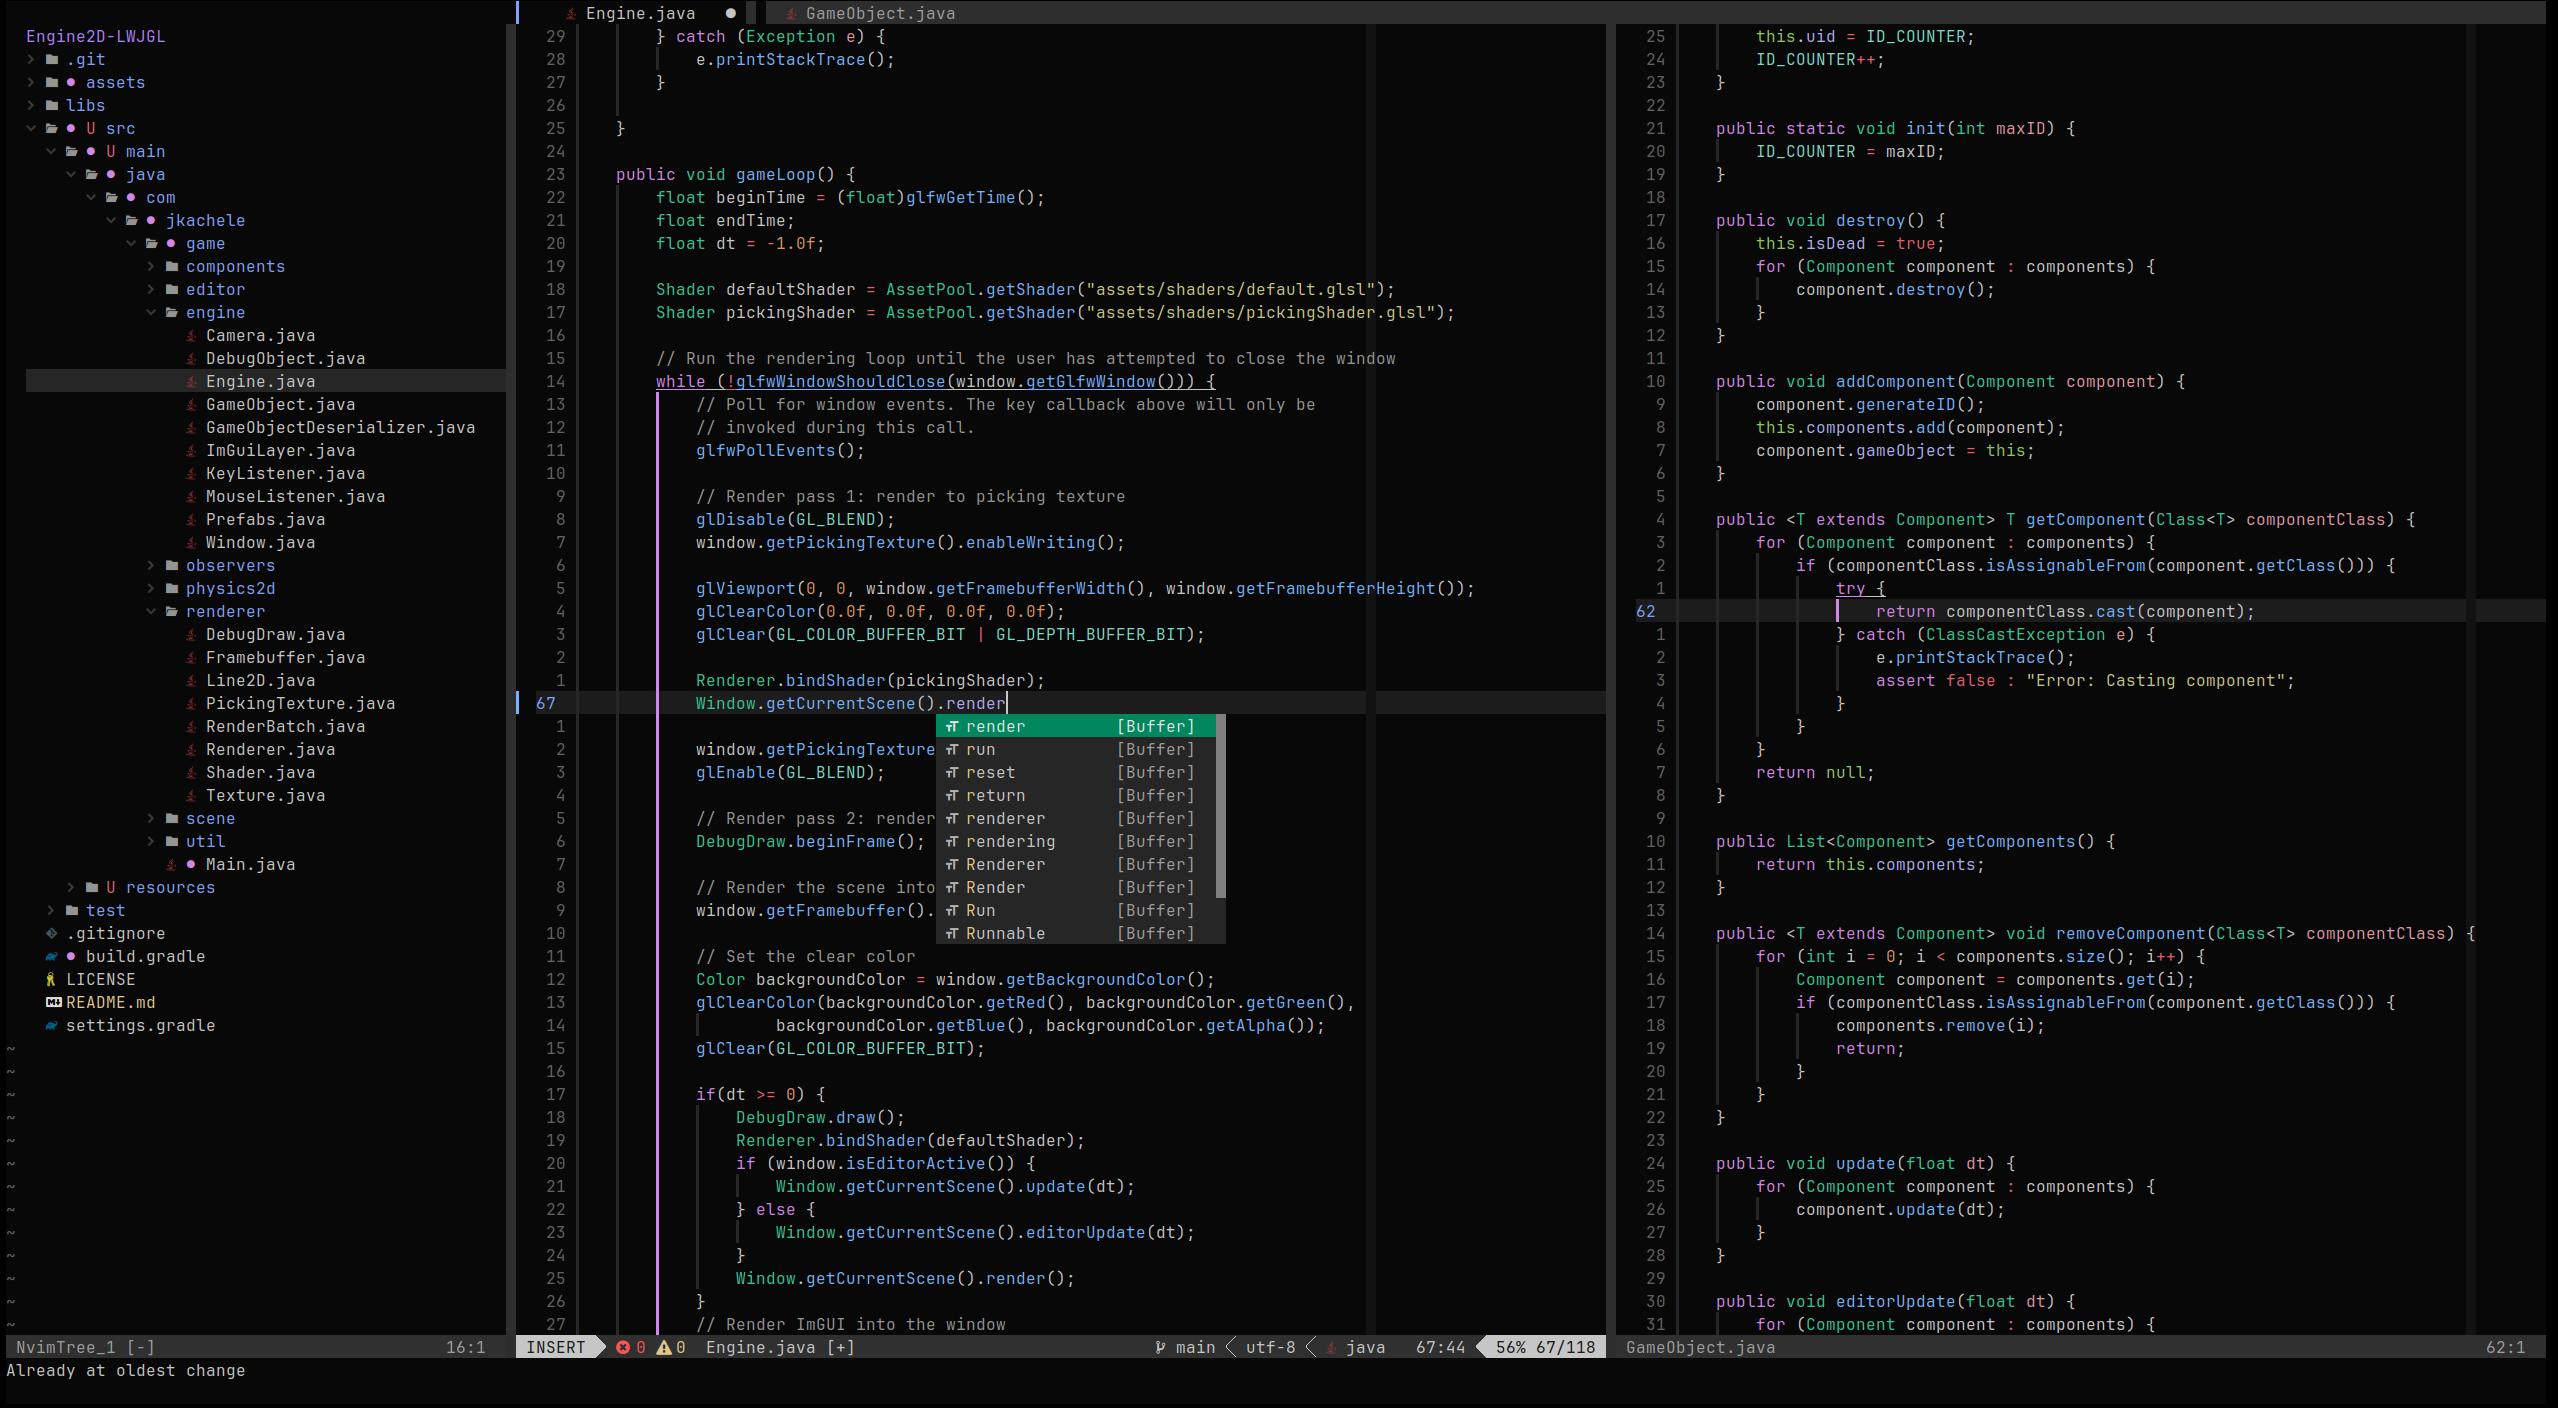 Engine.java ●
GameObject.java
Engine2D-LWJGL
.git
assets
libs
U src
U main
java
com
jkachele
game
components
editor
engine
Camera.java
DebugObject.java
Engine.java
GameObject.java
GameObjectDeserializer.java
ImGuiLayer.java
KeyListener.java
MouseListener.java
Prefabs.java
Window.java
observers
physics2d
renderer
DebugDraw.java
Framebuffer.java
Line2D.java
PickingTexture.java
RenderBatch.java
Renderer.java
Shader.java
Texture.java
scene
util
Main.java
U resources
test
.gitignore
build.gradle
LICENSE
README.md
settings.gradle
~
~
~
~
~
~
~
~
~
~
~
~
~
NvimTree_1 [-] 16:1
29 } catch (Exception e) {
28 e.printStackTrace();
27 }
26
25 }
24
23 public void gameLoop() {
22 float beginTime = (float)glfwGetTime();
21 float endTime;
20 float dt = -1.0f;
19
18 Shader defaultShader = AssetPool.getShader("assets/shaders/default.glsl");
17 Shader pickingShader = AssetPool.getShader("assets/shaders/pickingShader.glsl");
16
15 // Run the rendering loop until the user has attempted to close the window
14 while (!glfwWindowShouldClose(window.getGlfwWindow())) {
13 // Poll for window events. The key callback above will only be
12 // invoked during this call.
11 glfwPollEvents();
10
9 // Render pass 1: render to picking texture
8 glDisable(GL_BLEND);
7 window.getPickingTexture().enableWriting();
6
5 glViewport(0, 0, window.getFramebufferWidth(), window.getFramebufferHeight());
4 glClearColor(0.0f, 0.0f, 0.0f, 0.0f);
3 glClear(GL_COLOR_BUFFER_BIT | GL_DEPTH_BUFFER_BIT);
2
1 Renderer.bindShader(pickingShader);
67 Window.getCurrentScene().render
1
2 window.getPickingTexture
3 glEnable(GL_BLEND);
4
5 // Render pass 2: render
6 DebugDraw.beginFrame();
7
8 // Render the scene into
9 window.getFramebuffer().
10
11 // Set the clear color
12 Color backgroundColor = window.getBackgroundColor();
13 glClearColor(backgroundColor.getRed(), backgroundColor.getGreen(),
14 backgroundColor.getBlue(), backgroundColor.getAlpha());
15 glClear(GL_COLOR_BUFFER_BIT);
16
17 if(dt >= 0) {
18 DebugDraw.draw();
19 Renderer.bindShader(defaultShader);
20 if (window.isEditorActive()) {
21 Window.getCurrentScene().update(dt);
22 } else {
23 Window.getCurrentScene().editorUpdate(dt);
24 }
25 Window.getCurrentScene().render();
26 }
27 // Render ImGUI into the window
render [Buffer]
run [Buffer]
reset [Buffer]
return [Buffer]
renderer [Buffer]
rendering [Buffer]
Renderer [Buffer]
Render [Buffer]
Run [Buffer]
Runnable [Buffer]
INSERT 0 0 Engine.java [+] main utf-8 java 67:44 56% 67/118
25 this.uid = ID_COUNTER;
24 ID_COUNTER++;
23 }
22
21 public static void init(int maxID) {
20 ID_COUNTER = maxID;
19 }
18
17 public void destroy() {
16 this.isDead = true;
15 for (Component component : components) {
14 component.destroy();
13 }
12 }
11
10 public void addComponent(Component component) {
9 component.generateID();
8 this.components.add(component);
7 component.gameObject = this;
6 }
5
4 public <T extends Component> T getComponent(Class<T> componentClass) {
3 for (Component component : components) {
2 if (componentClass.isAssignableFrom(component.getClass())) {
1 try {
62 return componentClass.cast(component);
1 } catch (ClassCastException e) {
2 e.printStackTrace();
3 assert false : "Error: Casting component";
4 }
5 }
6 }
7 return null;
8 }
9
10 public List<Component> getComponents() {
11 return this.components;
12 }
13
14 public <T extends Component> void removeComponent(Class<T> componentClass) {
15 for (int i = 0; i < components.size(); i++) {
16 Component component = components.get(i);
17 if (componentClass.isAssignableFrom(component.getClass())) {
18 components.remove(i);
19 return;
20 }
21 }
22 }
23
24 public void update(float dt) {
25 for (Component component : components) {
26 component.update(dt);
27 }
28 }
29
30 public void editorUpdate(float dt) {
31 for (Component component : components) {
GameObject.java 62:1
Already at oldest change